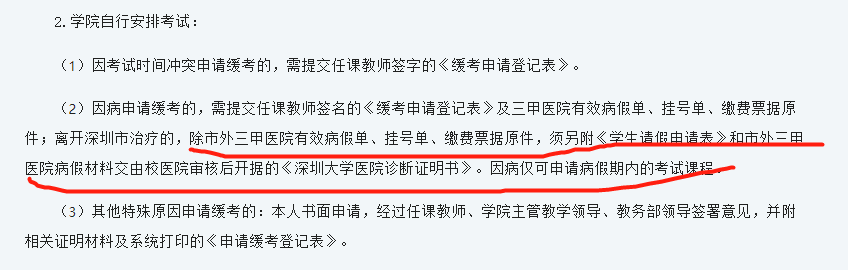 2.学院自行安排考试：
（1）因考试时间冲突申请缓考的，需提交任课教师签字的《缓考申请登记表》。
（2）因病申请缓考的，需提交任课教师签名的《缓考申请登记表》及三甲医院有效病假单、挂号单、缴费票据原
件；离开深圳市治疗的，除市外三甲医院有效病假单、挂号单、缴费票据原件，须另附《学生请假申请表》和市外三甲
医院病假材料交由校医院审核后开据的《深圳大学医院诊断证明书》。因病仅可申请病假期内的考试课程。
（3）其他特殊原因申请缓考的：本人书面申请，经过任课教师、学院主管教学领导、教务部领导签署意见，并附
相关证明材料及系统打印的《申请缓考登记表》。